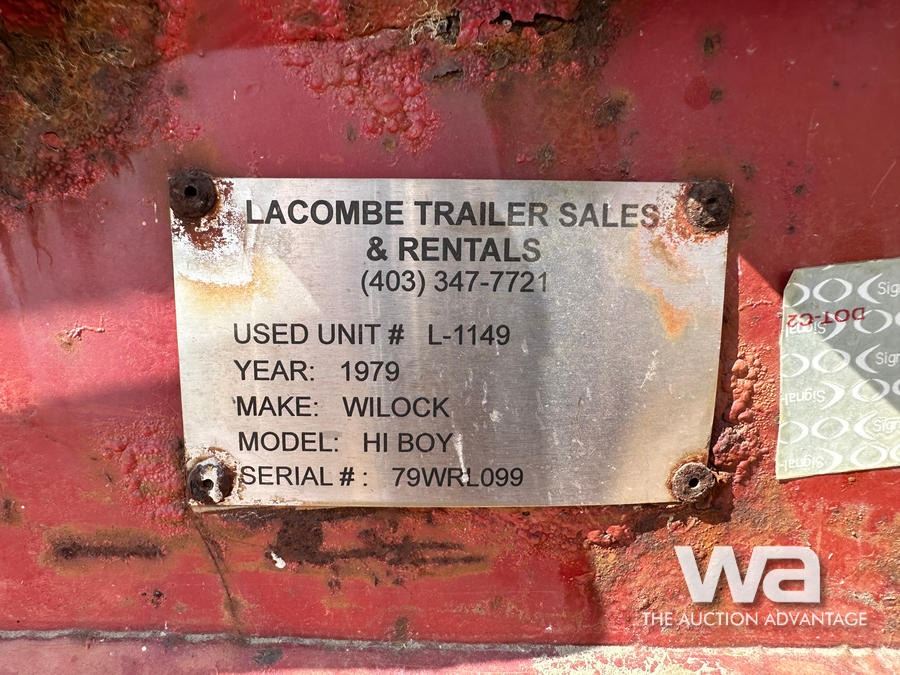 LACOMBE TRAILER SALES
& RENTALS
(403) 347-7721
USED UNIT # L-1149
YEAR: 1979
MAKE: WILOCK
MODEL: HI BOY
SERIAL # : 79WRL099
DOT-C2
wa
THE AUCTION ADVANTAGE